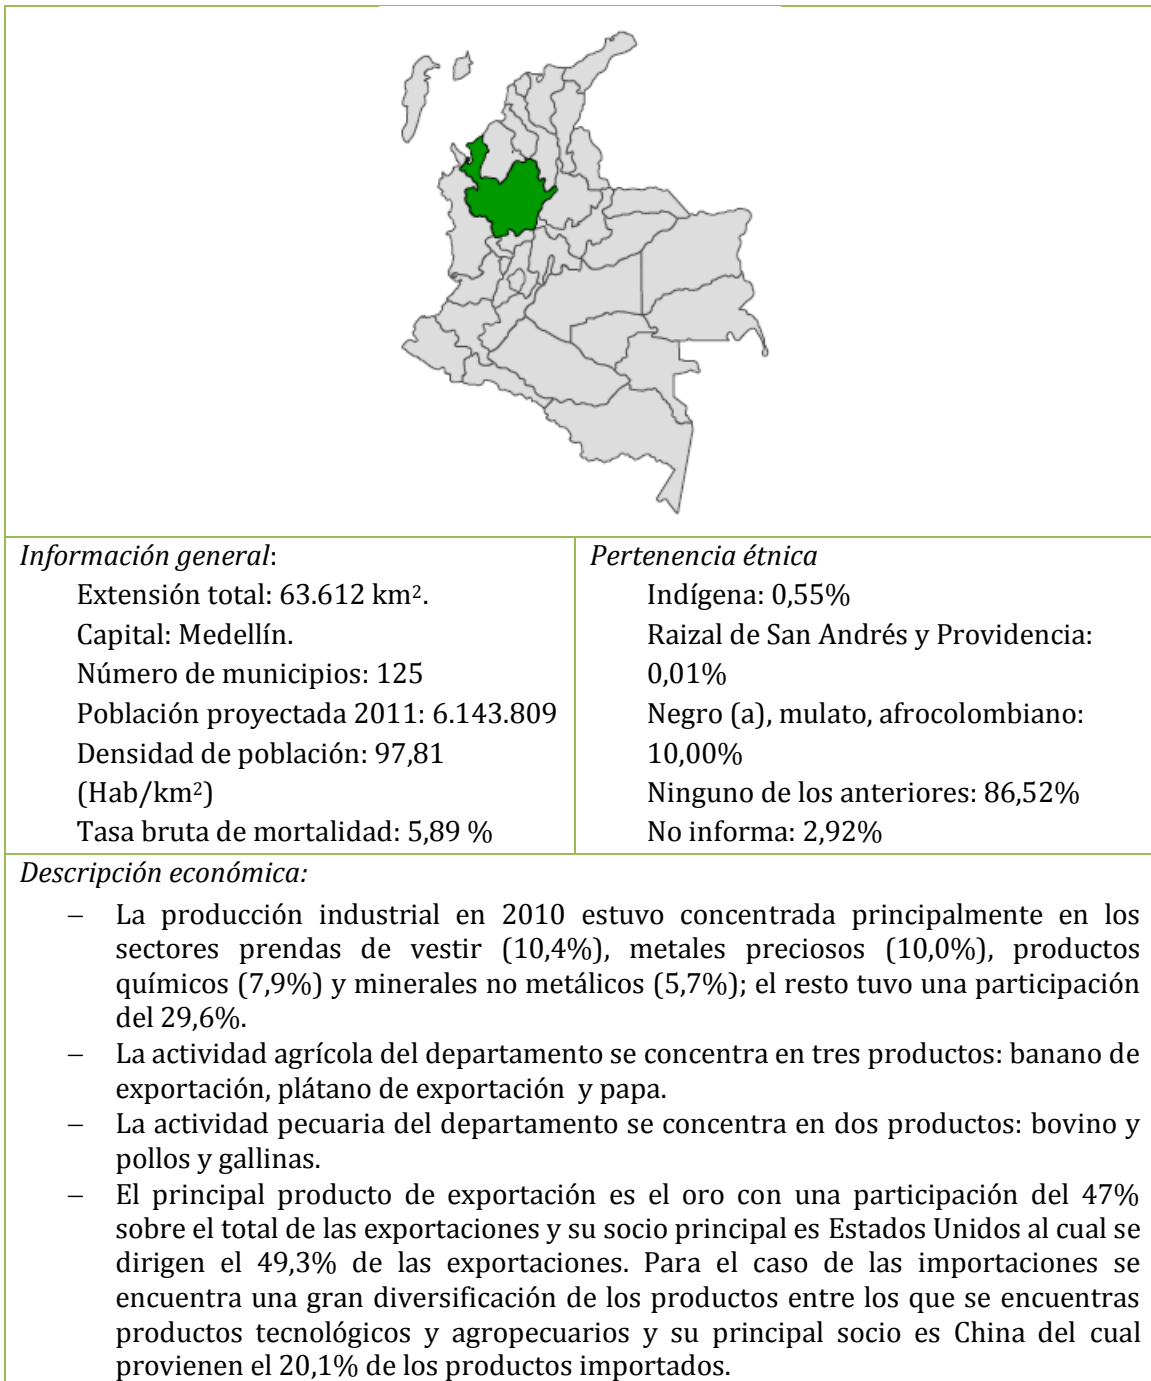 Información general:
Extensión total: 63.612 km².
Capital: Medellín.
Número de municipios: 125
Población proyectada 2011: 6.143.809
Densidad de población: 97,81
(Hab/km²)
Tasa bruta de mortalidad: 5,89 %
Pertenencia étnica
Indígena: 0,55%
Raizal de San Andrés y Providencia:
0,01%
Negro (a), mulato, afrocolombiano:
10,00%
Ninguno de los anteriores: 86,52%
No informa: 2,92%
Descripción económica:
– La producción industrial en 2010 estuvo concentrada principalmente en los
sectores prendas de vestir (10,4%), metales preciosos (10,0%), productos
químicos (7,9%) y minerales no metálicos (5,7%); el resto tuvo una participación
del 29,6%.
– La actividad agrícola del departamento se concentra en tres productos: banano de
exportación, plátano de exportación y papa.
– La actividad pecuaria del departamento se concentra en dos productos: bovino y
pollos y gallinas.
– El principal producto de exportación es el oro con una participación del 47%
sobre el total de las exportaciones y su socio principal es Estados Unidos al cual se
dirigen el 49,3% de las exportaciones. Para el caso de las importaciones se
encuentra una gran diversificación de los productos entre los que se encuentras
productos tecnológicos y agropecuarios y su principal socio es China del cual
provienen el 20,1% de los productos importados.